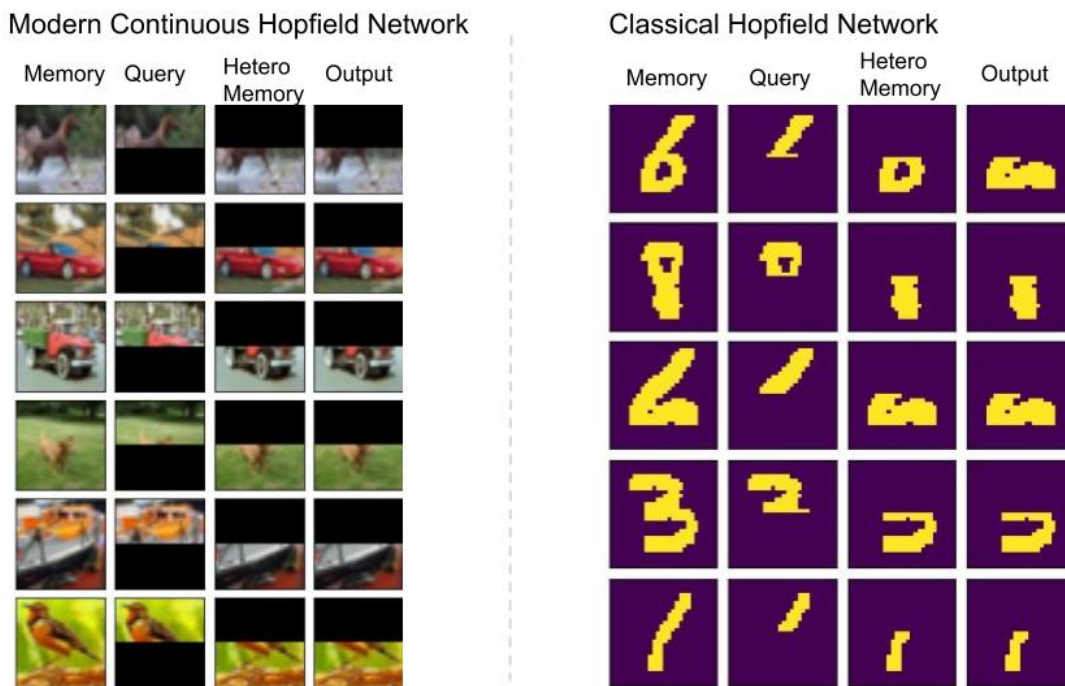 Modern Continuous Hopfield Network
Memory Query Hetero Memory Output
Classical Hopfield Network
Memory Query Hetero Memory Output